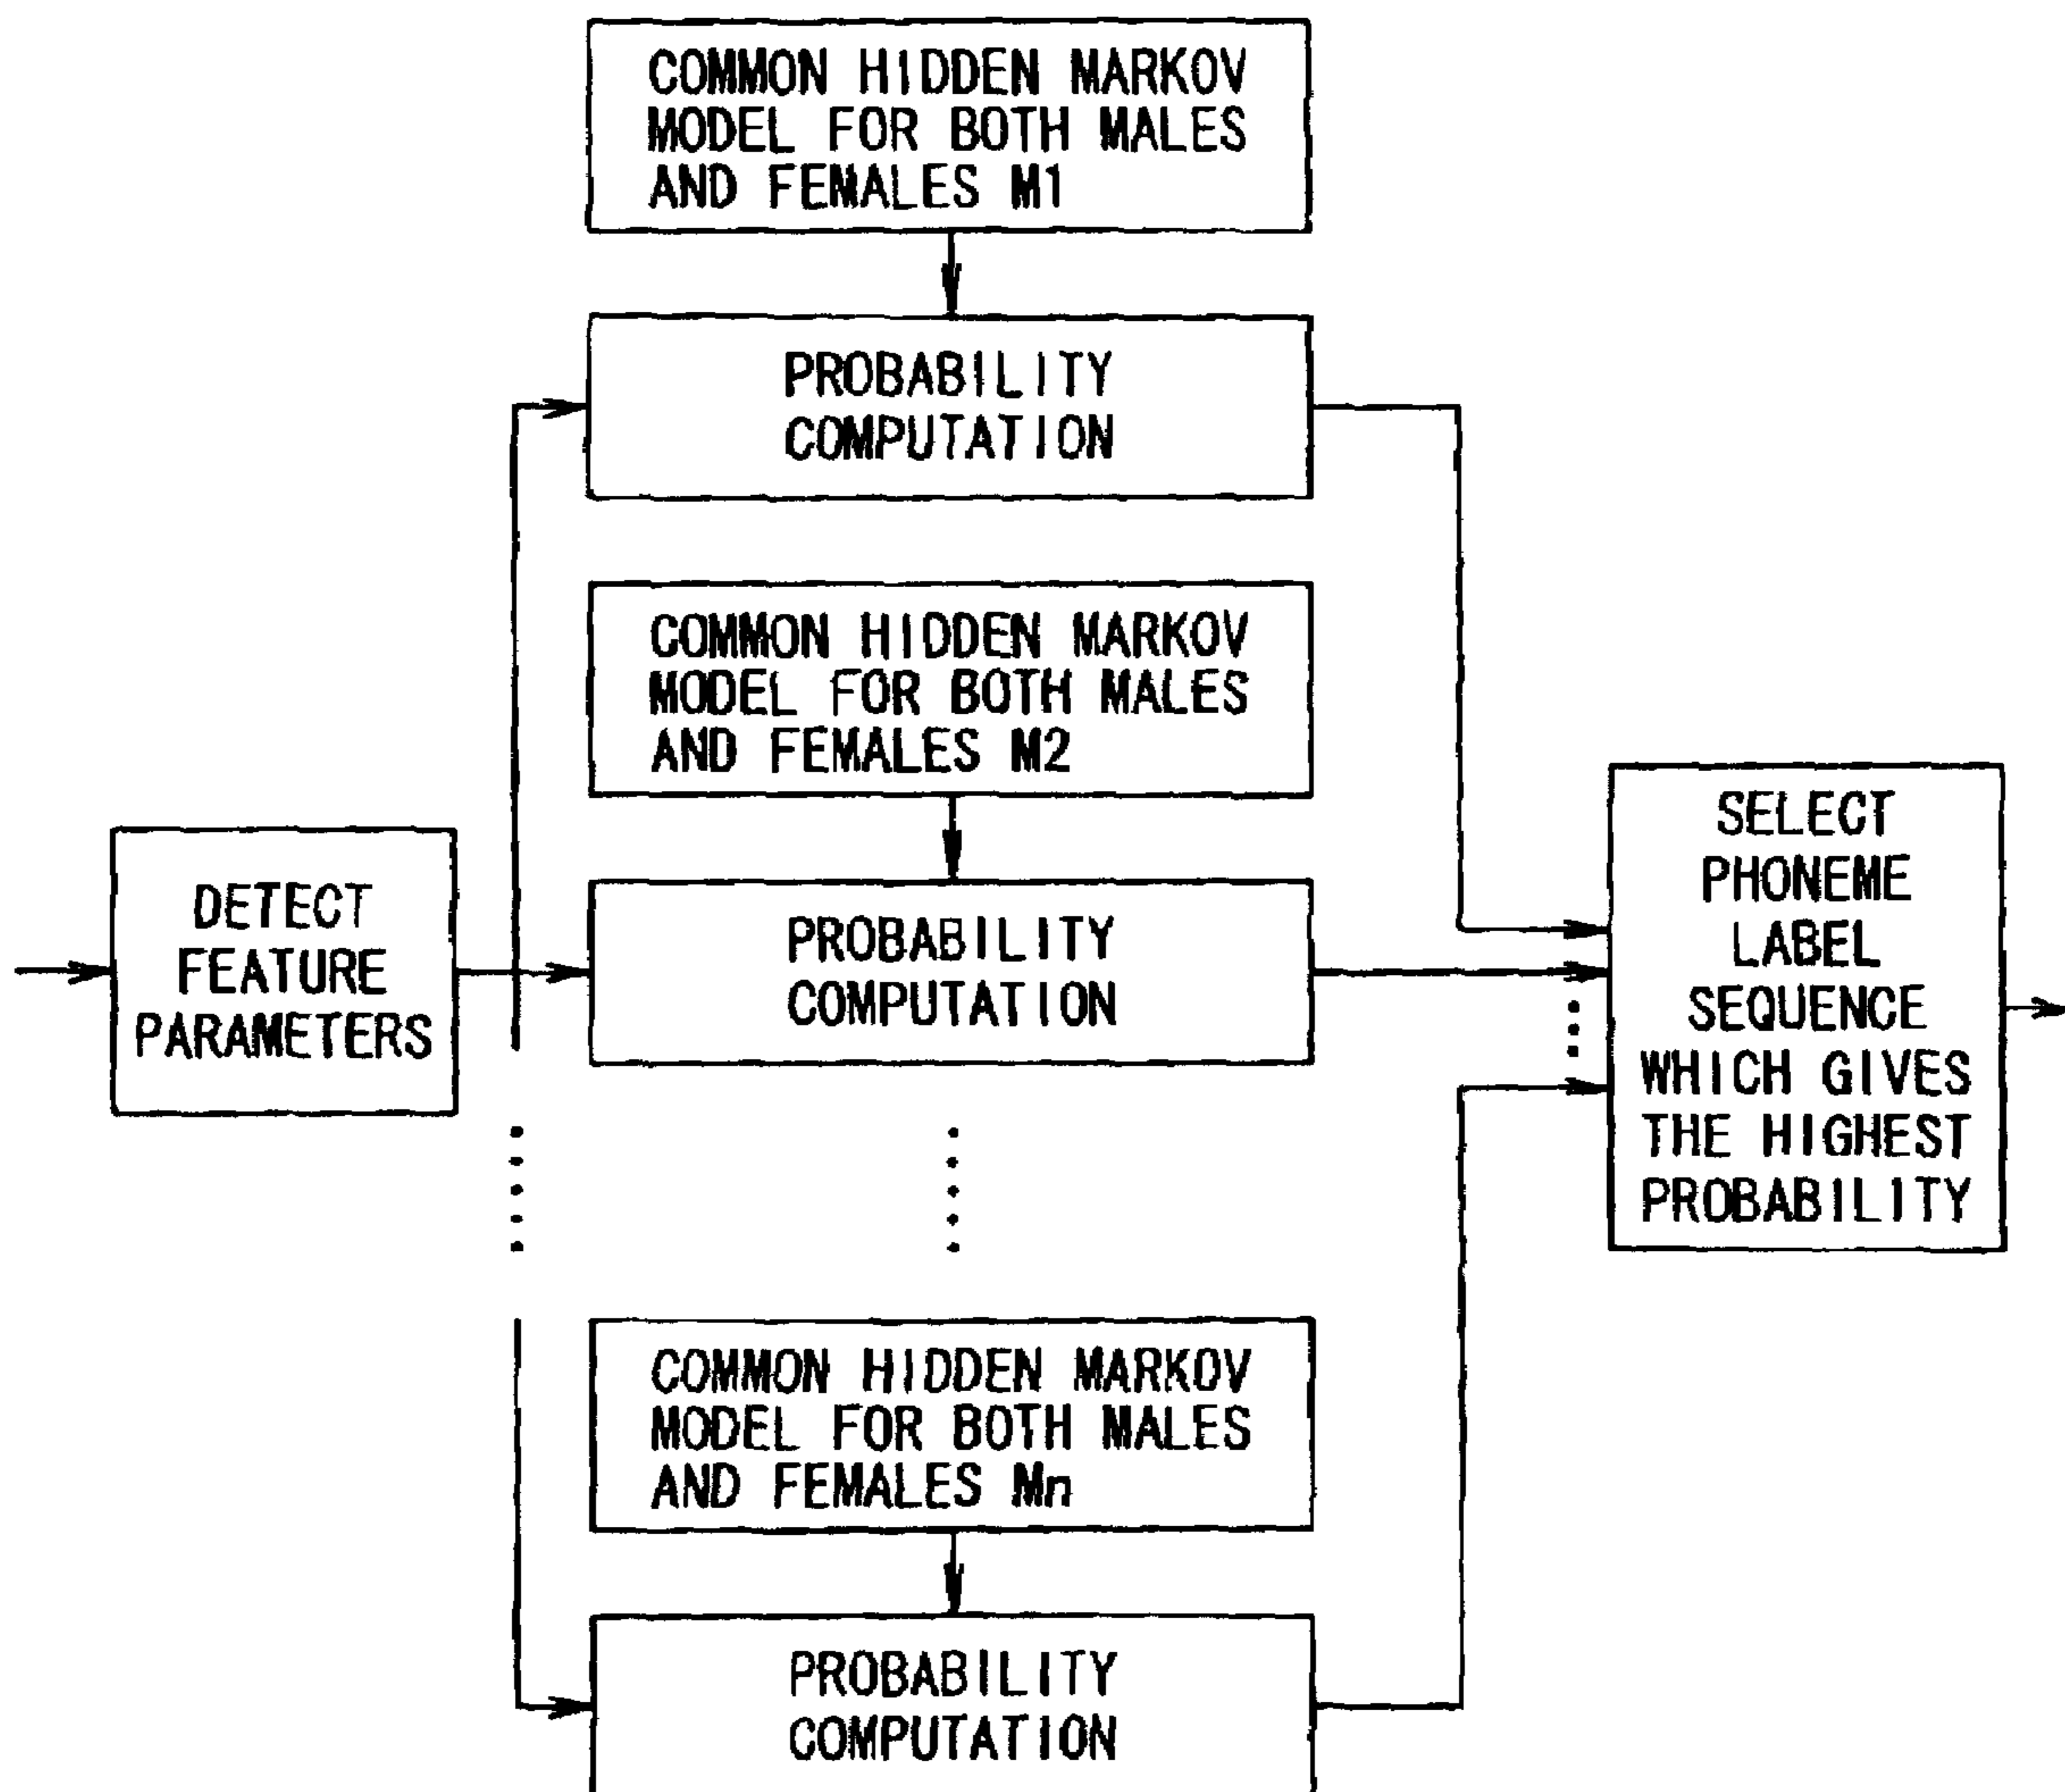 COMMON HIDDEN MARKOV
MODEL FOR BOTH MALES
AND FEMALES M1
PROBABILITY
COMPUTATION
COMMON HIDDEN MARKOV
MODEL FOR BOTH MALES
AND FEMALES M2
DETECT
FEATURE
PARAMETERS
PROBABILITY
COMPUTATION
SELECT
PHONEME
LABEL
SEQUENCE
WHICH GIVES
THE HIGHEST
PROBABILITY
COMMON HIDDEN MARKOV
MODEL FOR BOTH MALES
AND FEMALES Mn
PROBABILITY
COMPUTATION